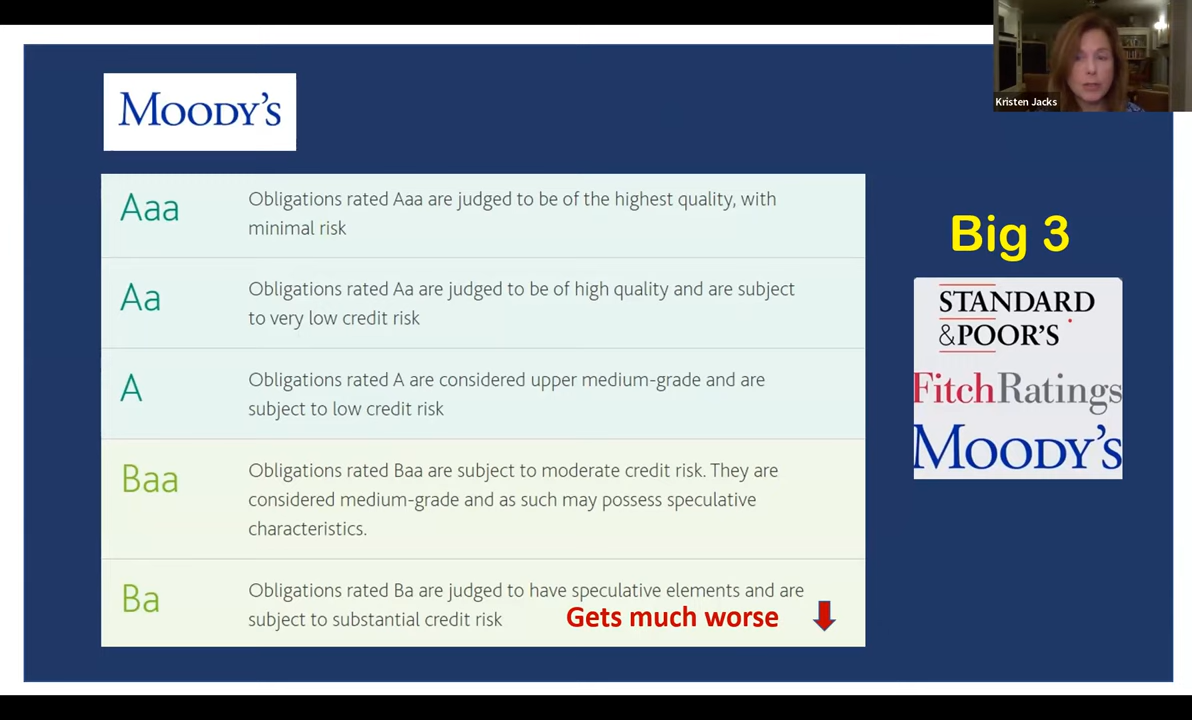 Kristen Jacks
MOODY'S
Aaa
Obligations rated Aaa are judged to be of the highest quality, with
minimal risk
Aa
Obligations rated Aa are judged to be of high quality and are subject
to very low credit risk
A
Obligations rated A are considered upper medium-grade and are
subject to low credit risk
Baa
Obligations rated Baa are subject to moderate credit risk. They are
considered medium-grade and as such may possess speculative
characteristics.
Ba
Obligations rated Ba are judged to have speculative elements and are
subject to substantial credit risk
Gets much worse
Big 3
STANDARD
&POOR'S
FitchRatings
MOODY'S